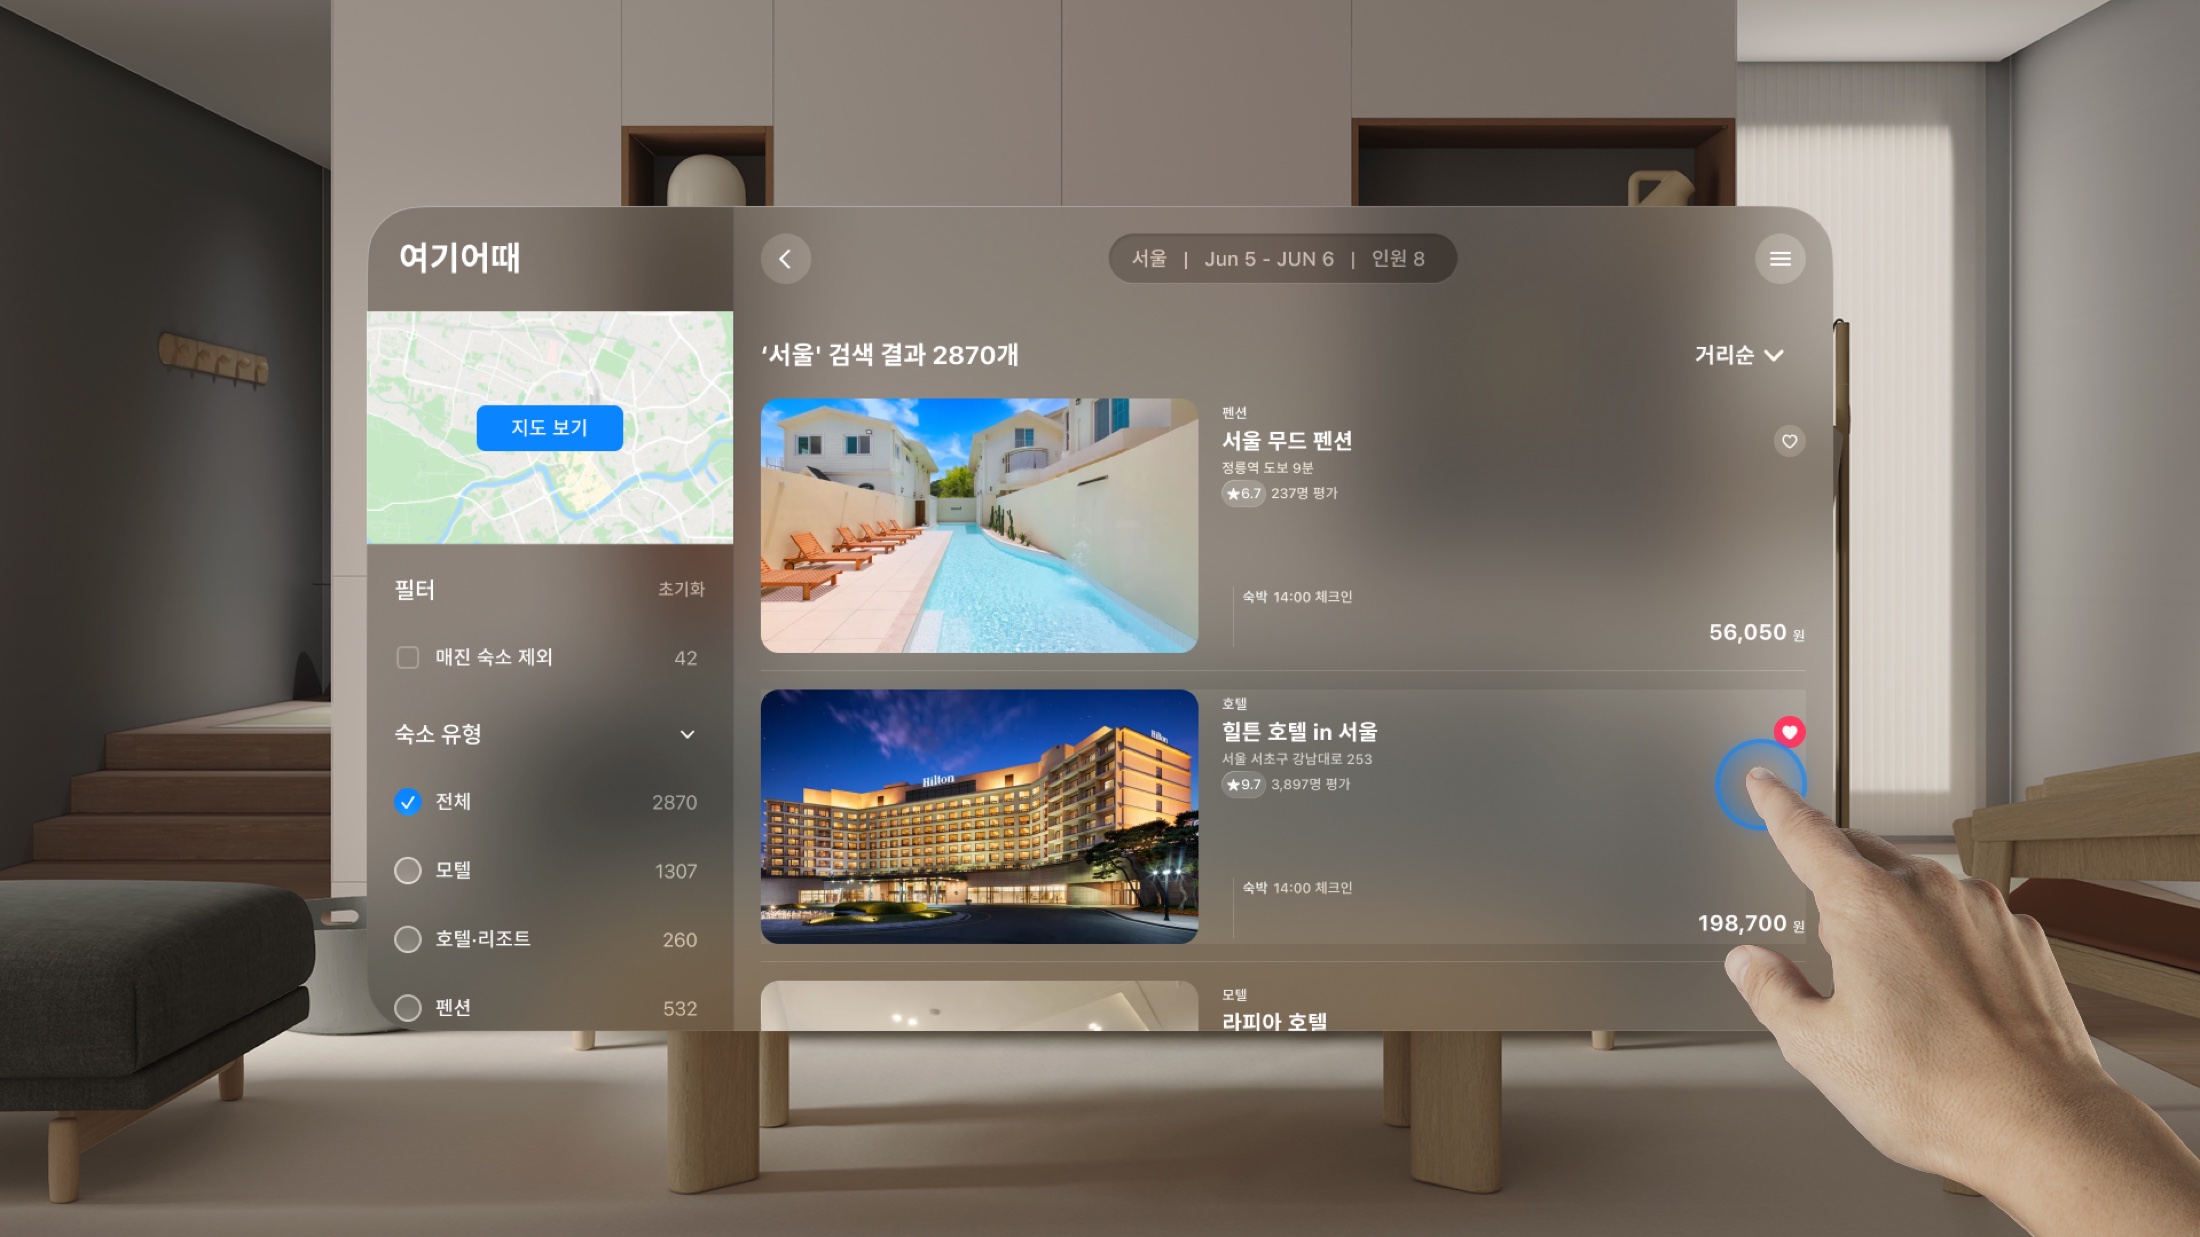 여기어때
서울 | Jun 5 - JUN 6 | 인원 8
지도 보기
필터 초기화
매진 숙소 제외 42
숙소 유형
전체 2870
모텔 1307
호텔·리조트 260
펜션 532
‘서울' 검색 결과 2870개
거리순
펜션
서울 무드 펜션
정릉역 도보 9분
★6.7 237명 평가
숙박 14:00 체크인
56,050 원
Hilton
Hilton
호텔
힐튼 호텔 in 서울
서울 서초구 강남대로 253
★9.7 3,897명 평가
숙박 14:00 체크인
198,700 원
모텔
라피아 호텔